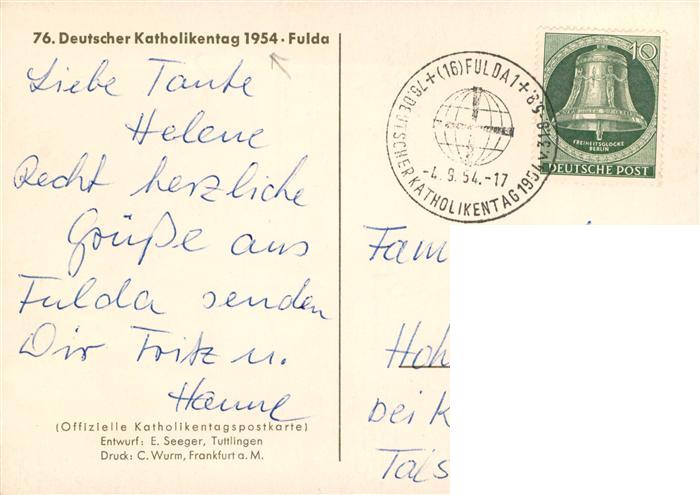 76. Deutscher Katholikentag 1954 · Fulda
Liebe Tante
Helene
Recht herzliche
Grüße aus
Fulda senden
Dir Fritz u.
Hanne
(Offizielle Katholikentagspostkarte)
Entwurf: E. Seeger, Tuttlingen
Druck: C. Wurm, Frankfurt a. M.
+(16) FULDA 1+
76. DEUTSCHER KATHOLIKENTAG 1954
-4.9.54.-17
10
FREIHEITSGLOCKE
BERLIN
DEUTSCHE POST
Fam
Hoh
bei K
Tals